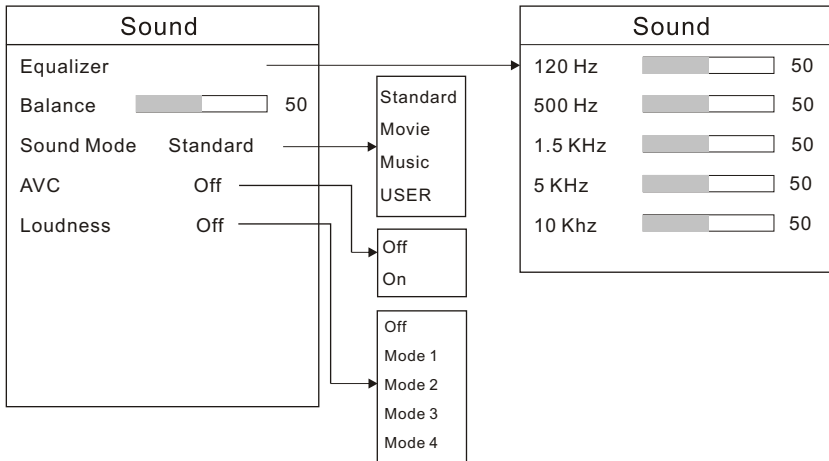 Sound
Equalizer
Balance 50
Sound Mode Standard
AVC Off
Loudness Off
Standard
Movie
Music
USER
Off
On
Off
Mode 1
Mode 2
Mode 3
Mode 4
Sound
120 Hz 50
500 Hz 50
1.5 KHz 50
5 KHz 50
10 Khz 50